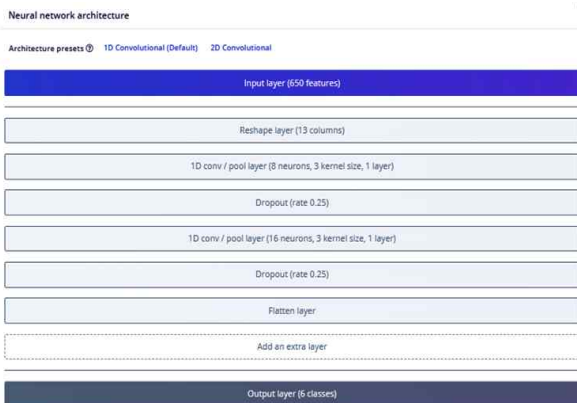 Neural network architecture
Architecture presets ? 1D Convolutional (Default) 2D Convolutional
Input layer (650 features)
Reshape layer (13 columns)
1D conv / pool layer (8 neurons, 3 kernel size, 1 layer)
Dropout (rate 0.25)
1D conv / pool layer (16 neurons, 3 kernel size, 1 layer)
Dropout (rate 0.25)
Flatten layer
Add an extra layer
Output layer (6 classes)